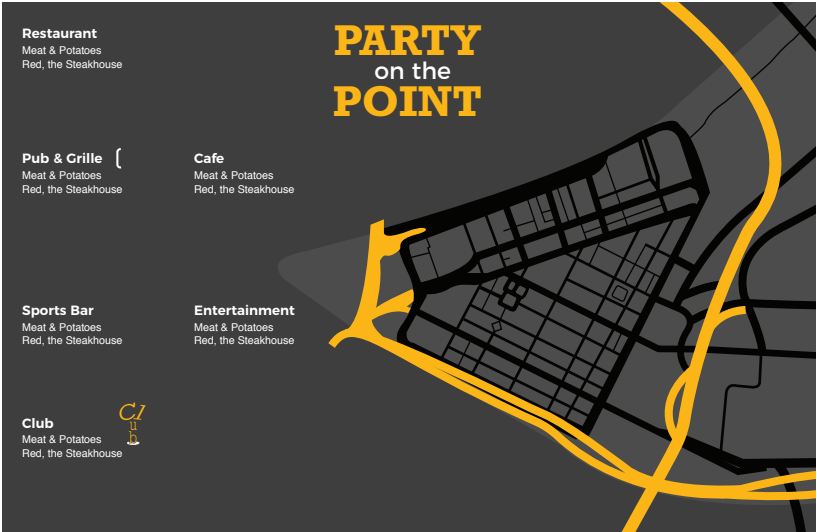 PARTY
on the
POINT
Restaurant
Meat & Potatoes
Red, the Steakhouse
Pub & Grille
Meat & Potatoes
Red, the Steakhouse
Cafe
Meat & Potatoes
Red, the Steakhouse
Sports Bar
Meat & Potatoes
Red, the Steakhouse
Entertainment
Meat & Potatoes
Red, the Steakhouse
Club
Meat & Potatoes
Red, the Steakhouse
Cl
u
b